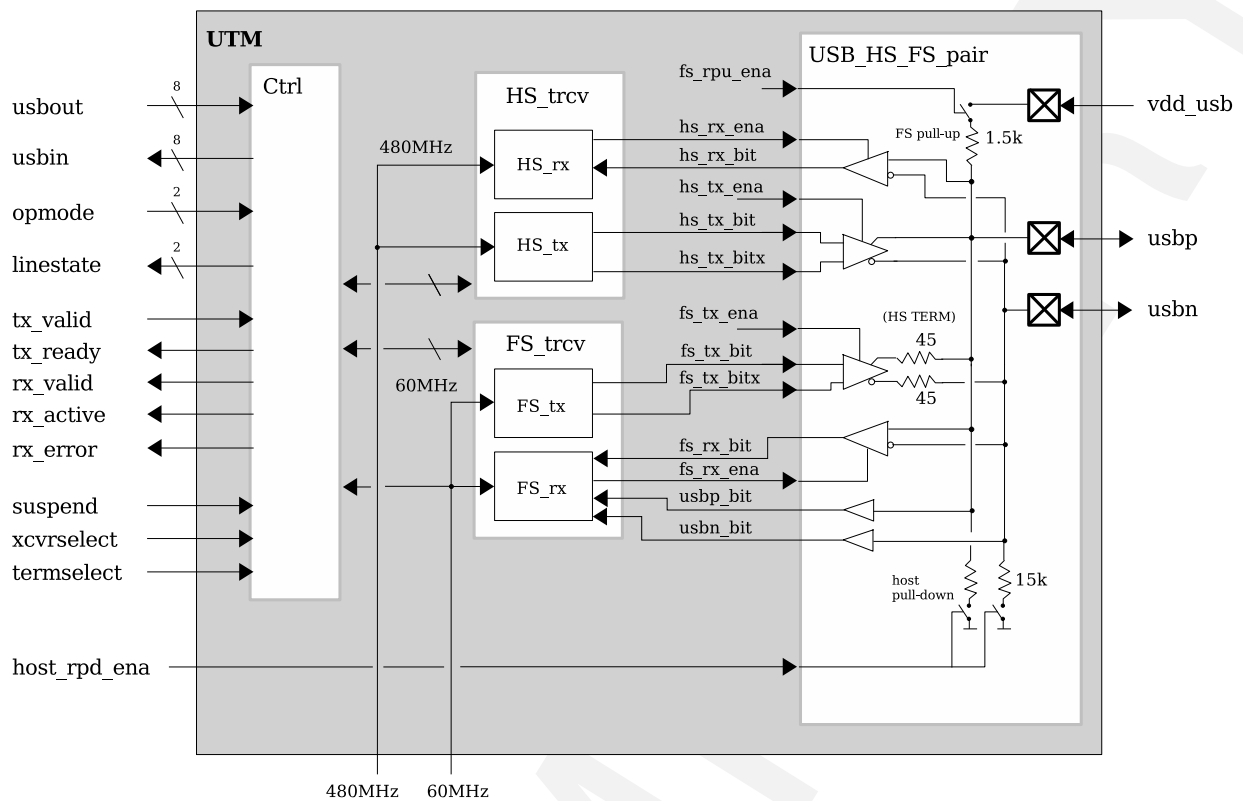 UTM
USB_HS_FS_pair
Ctrl
HS_trcv
fs_rpu_ena
usbout
8
vdd_usb
FS pull-up
1.5k
usbin
8
480MHz
HS_rx
hs_rx_ena
hs_rx_bit
opmode
2
hs_tx_ena
hs_tx_bit
usbp
HS_tx
linestate
2
hs_tx_bitx
tx_valid
fs_tx_ena
(HS TERM)
usbn
tx_ready
FS_trcv
fs_tx_bit
45
rx_valid
60MHz
fs_tx_bitx
45
rx_active
FS_tx
rx_error
fs_rx_bit
fs_rx_ena
FS_rx
suspend
usbp_bit
xcvrselect
usbn_bit
termselect
host
pull-down
15k
host_rpd_ena
480MHz
60MHz